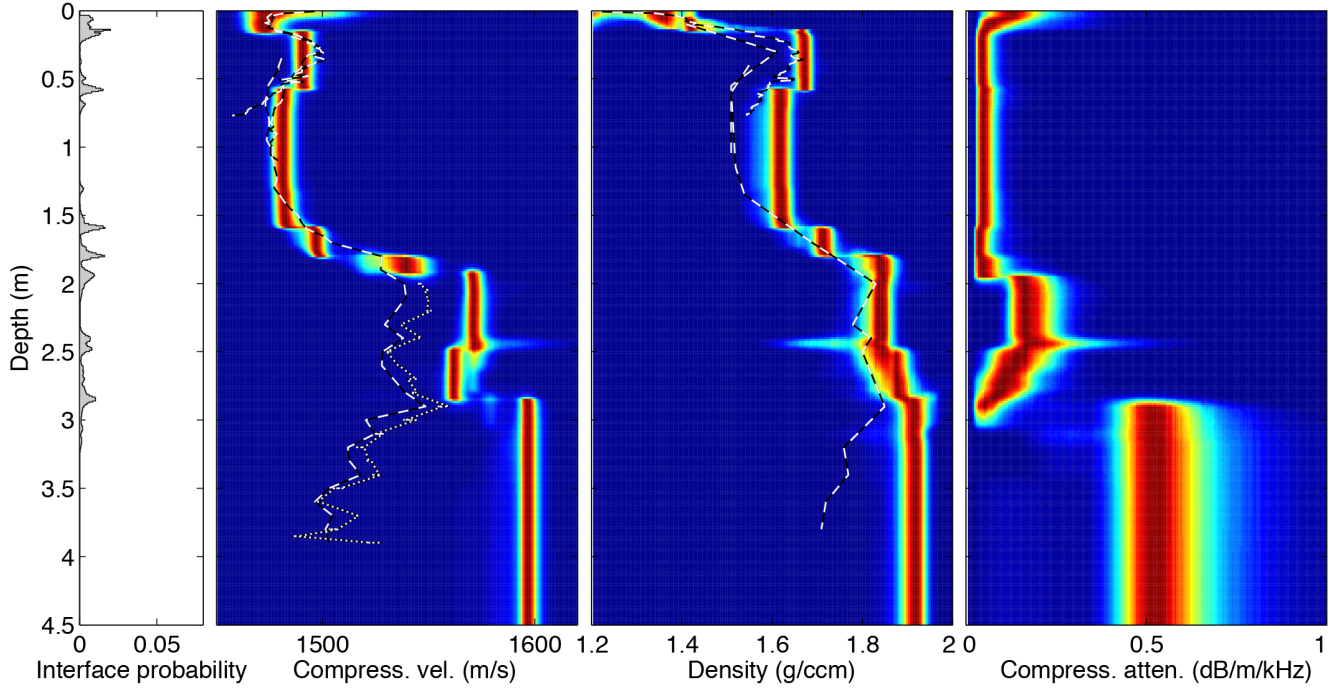 0
0.5
1
1.5
2
2.5
3
3.5
4
4.5
Depth (m)
0 0.05
Interface probability
1500 1600
Compress. vel. (m/s)
1.2 1.4 1.6 1.8 2
Density (g/ccm)
0 0.5 1
Compress. atten. (dB/m/kHz)